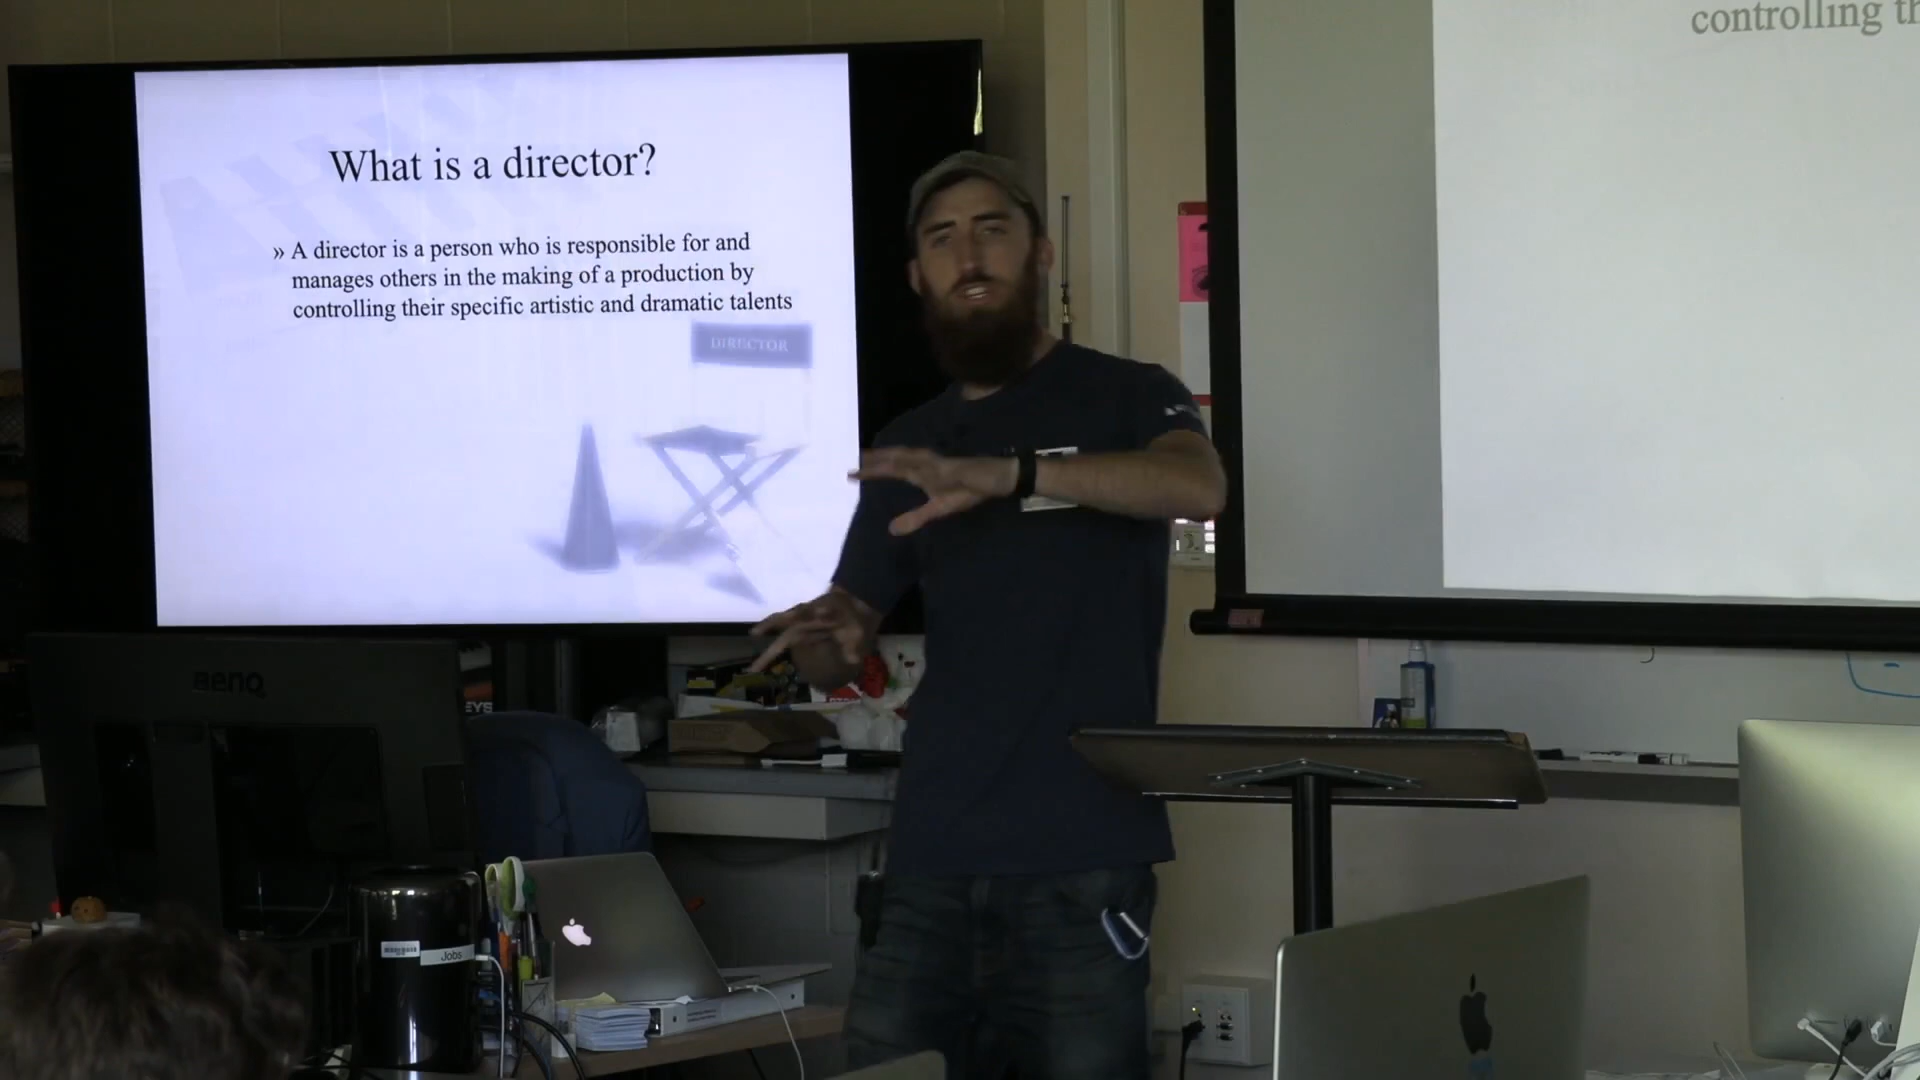 What is a director?
» A director is a person who is responsible for and
manages others in the making of a production by
controlling their specific artistic and dramatic talents
DIRECTOR
controlling th
BenQ
EYS
Jobs